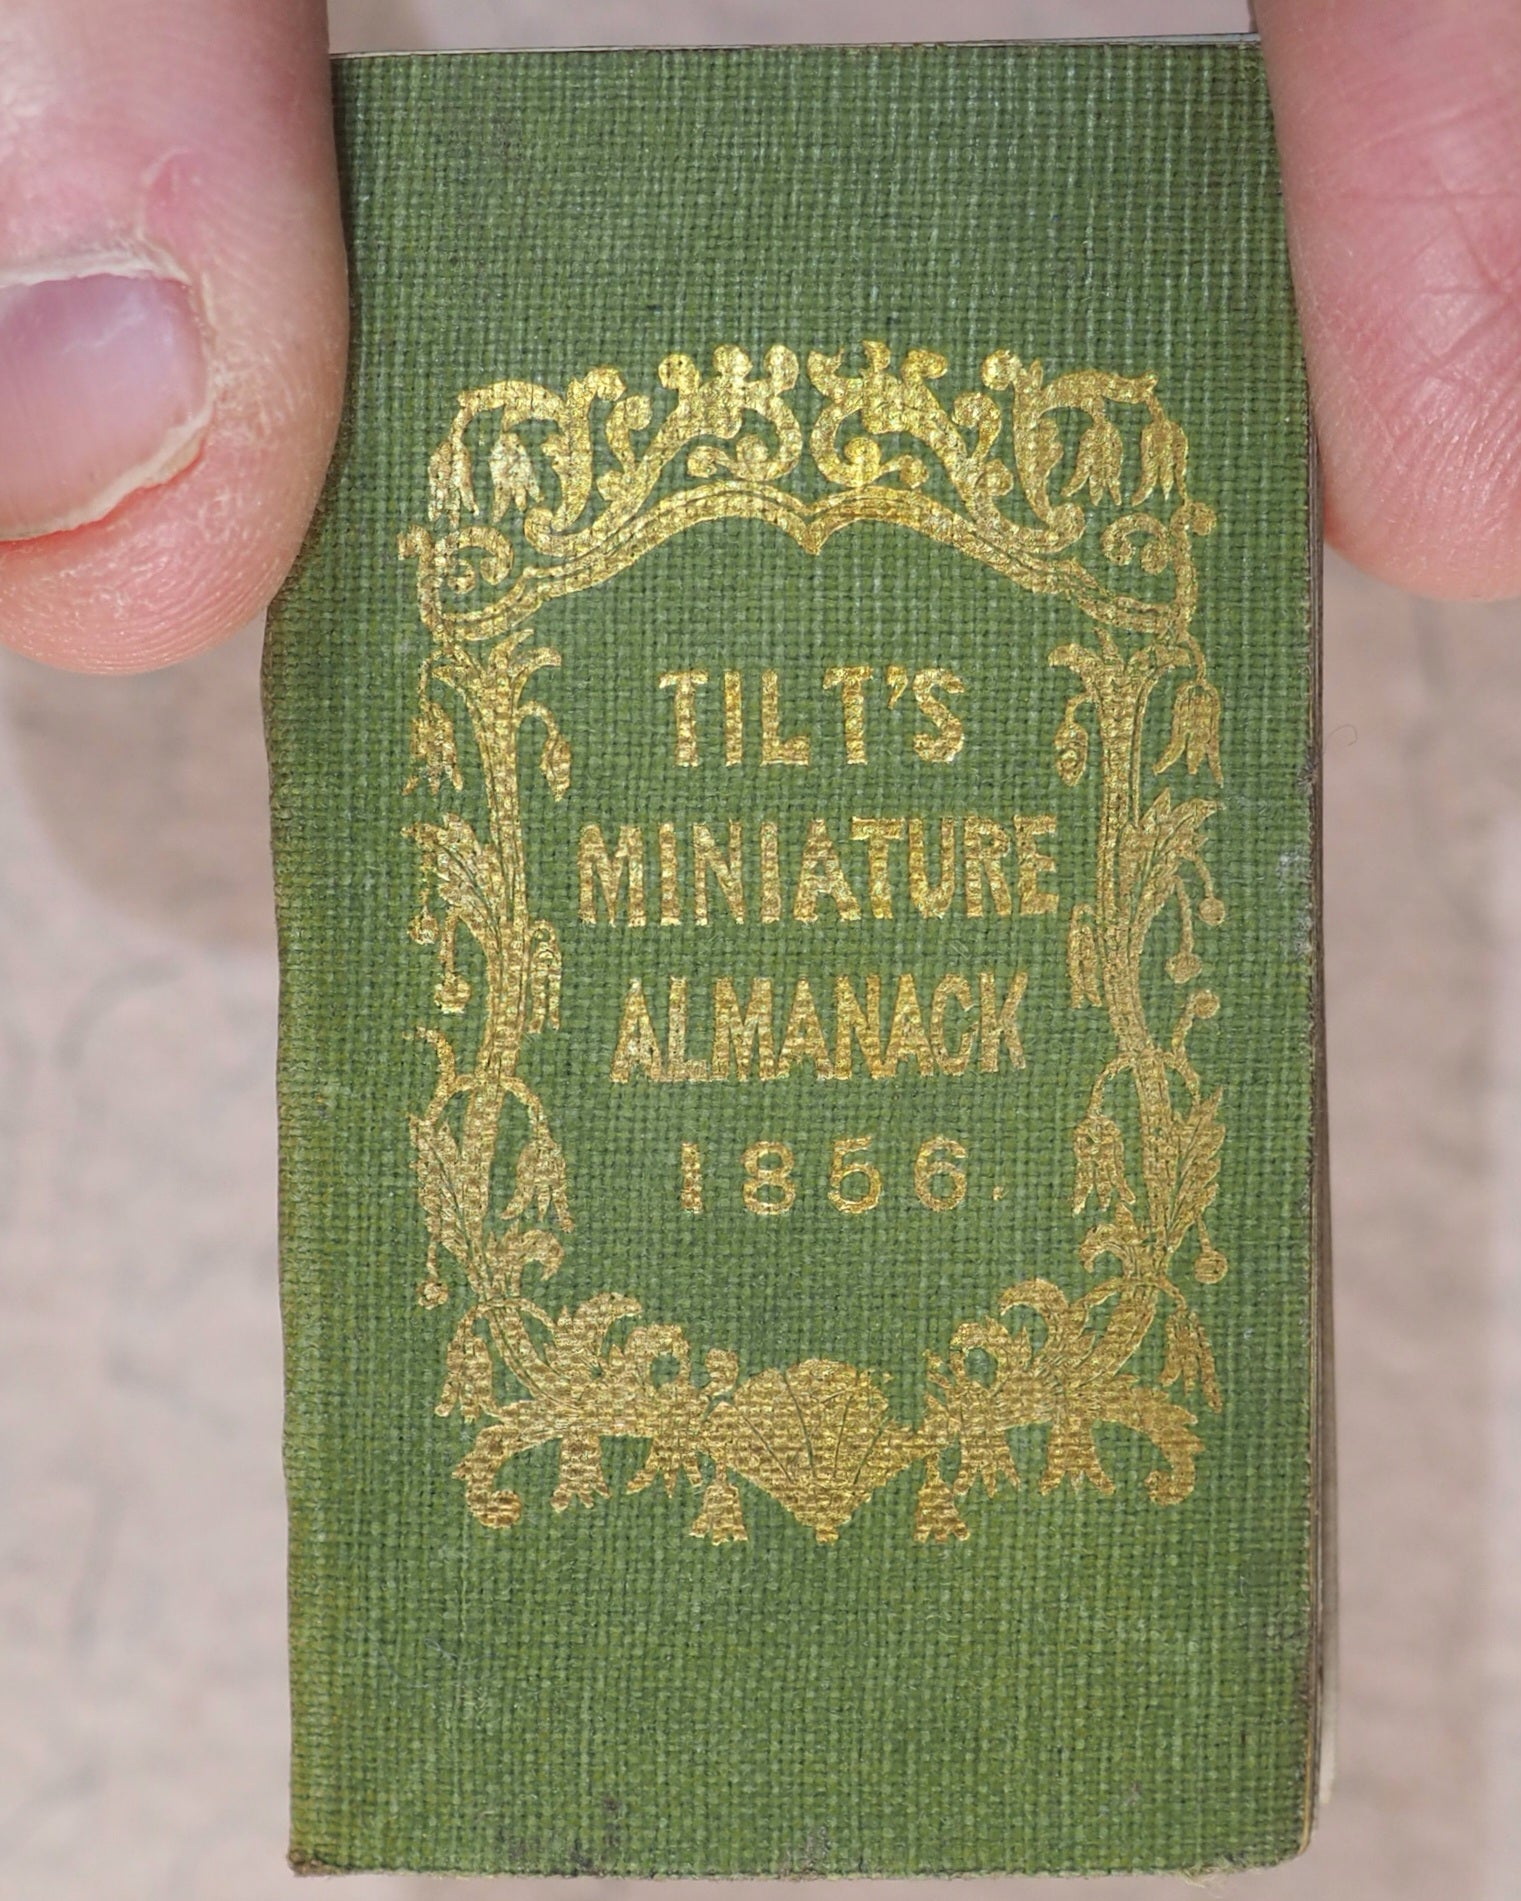 TILT'S
MINIATURE
ALMANACK
1856.